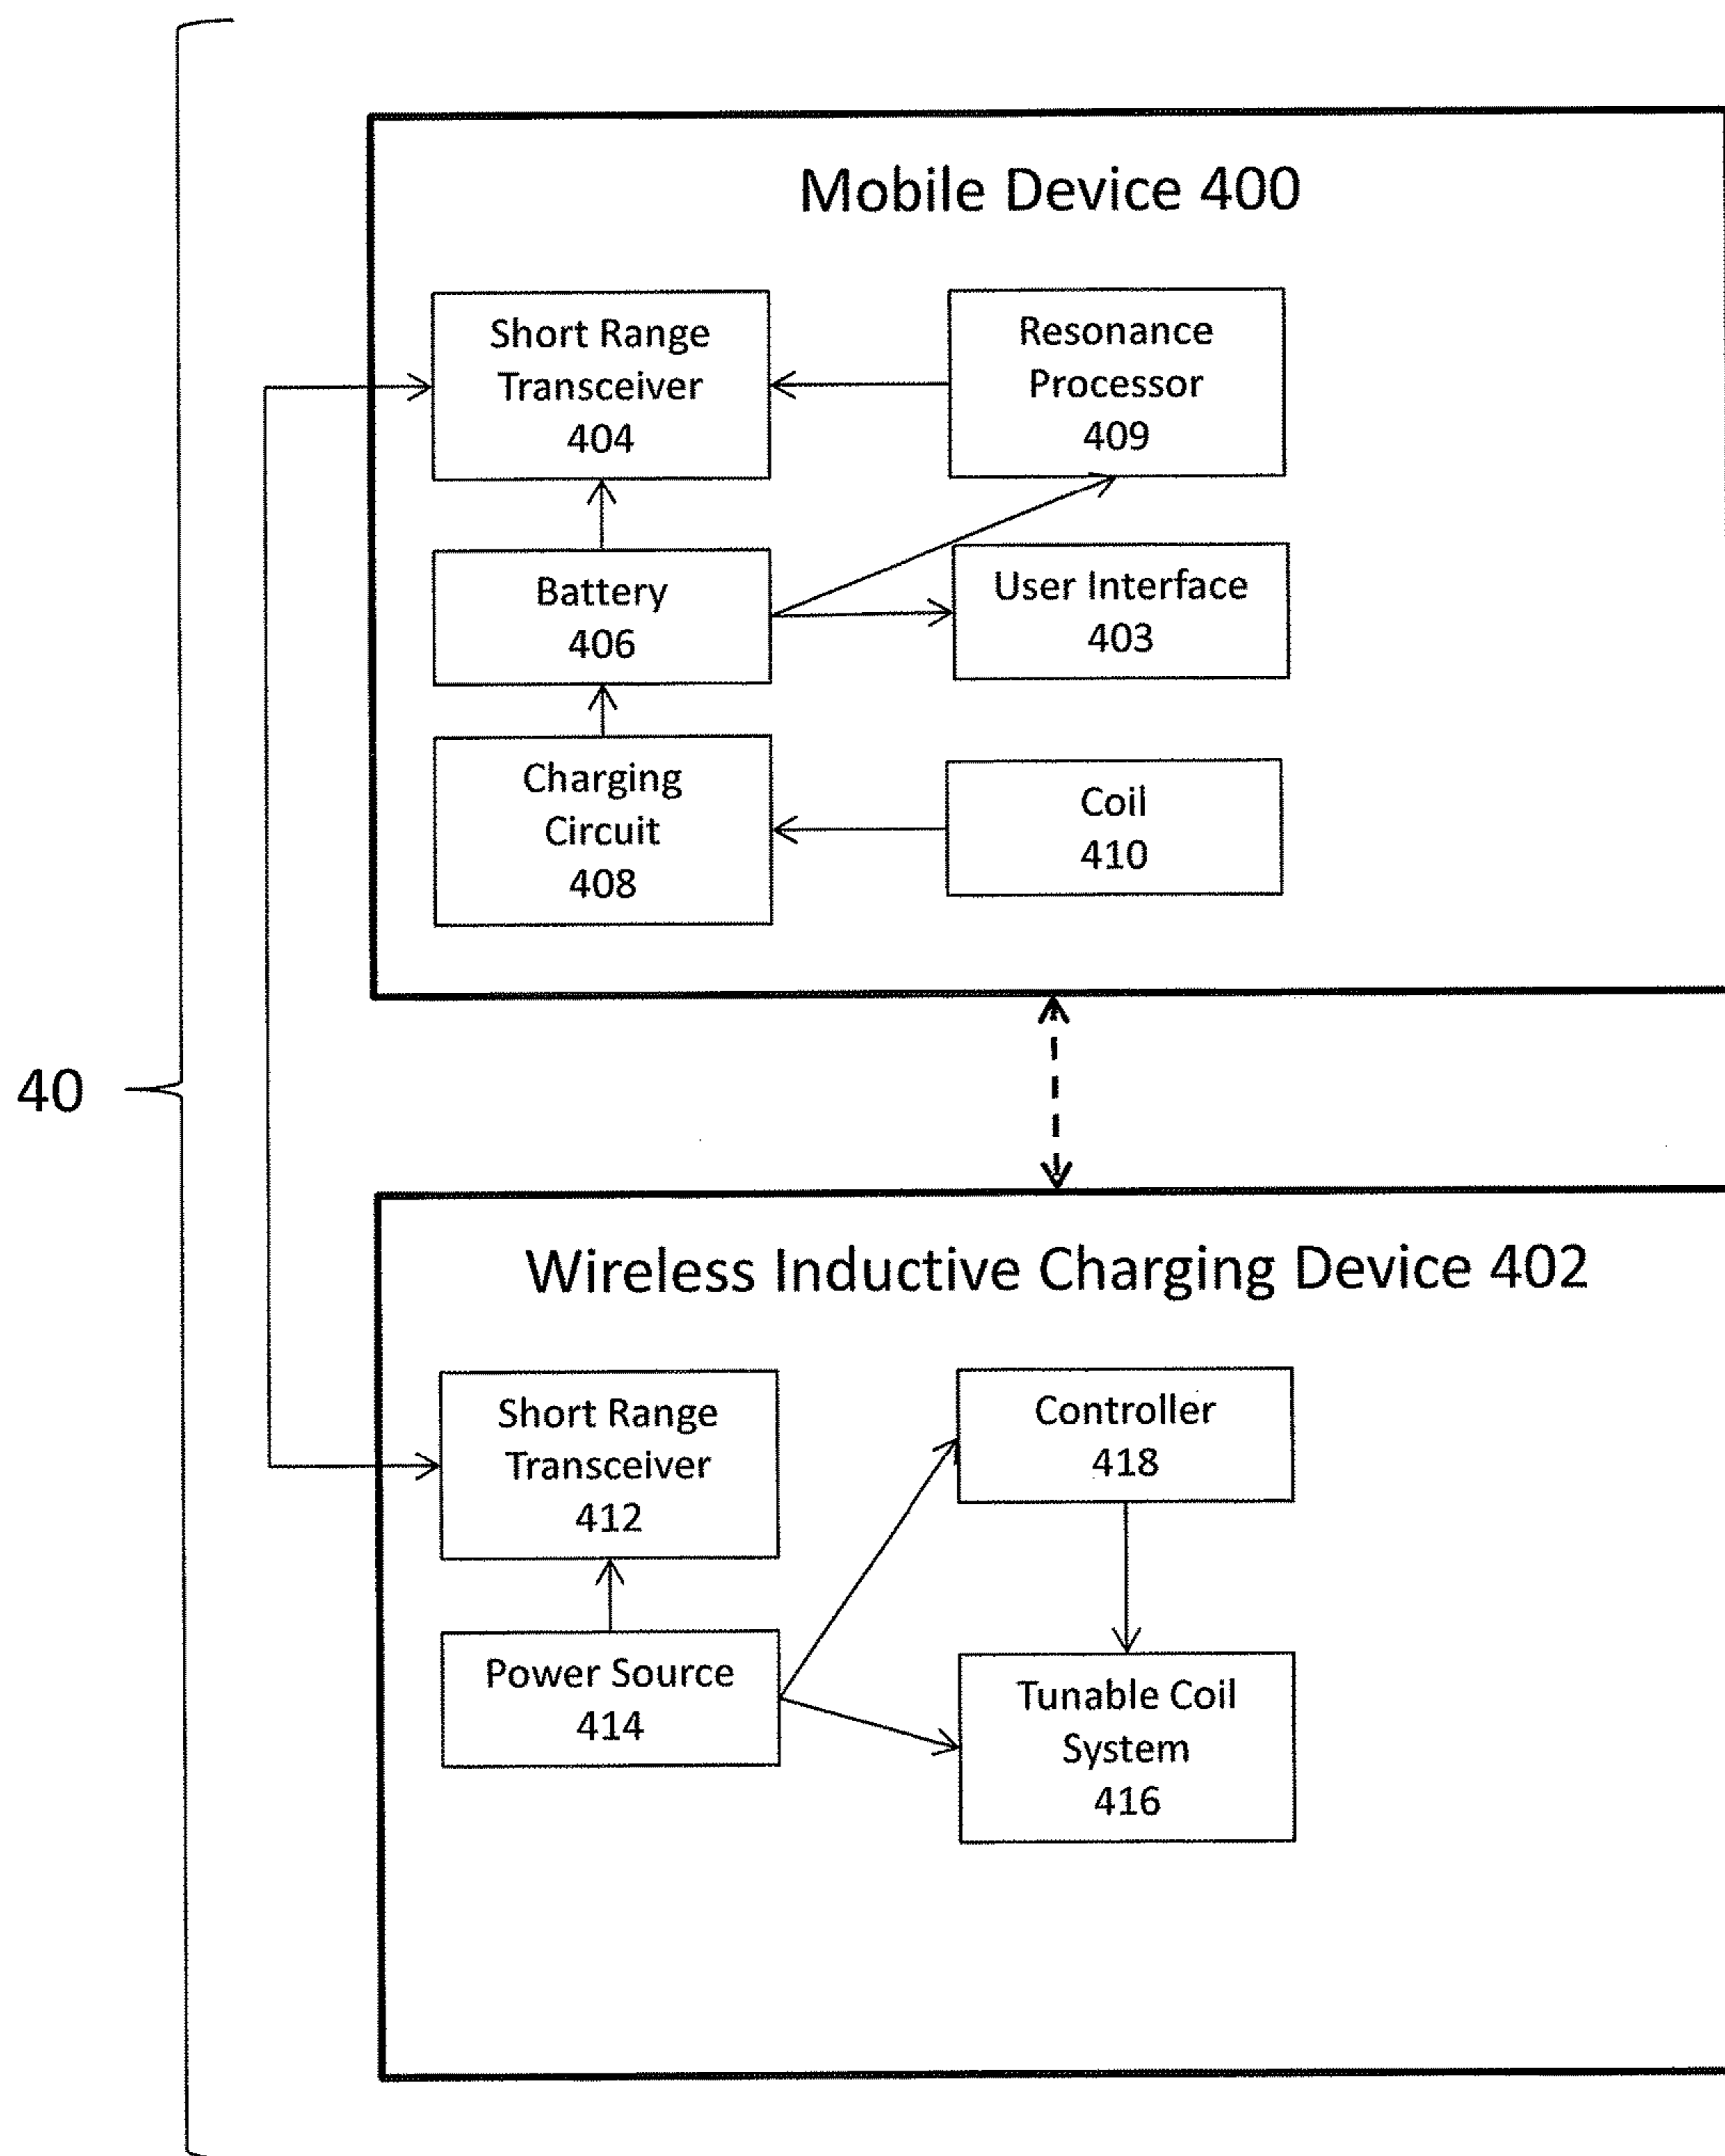 Mobile Device 400
Short Range
Transceiver
404
Resonance
Processor
409
Battery
406
User Interface
403
Charging
Circuit
408
Coil
410
40
Wireless Inductive Charging Device 402
Short Range
Transceiver
412
Controller
418
Power Source
414
Tunable Coil
System
416